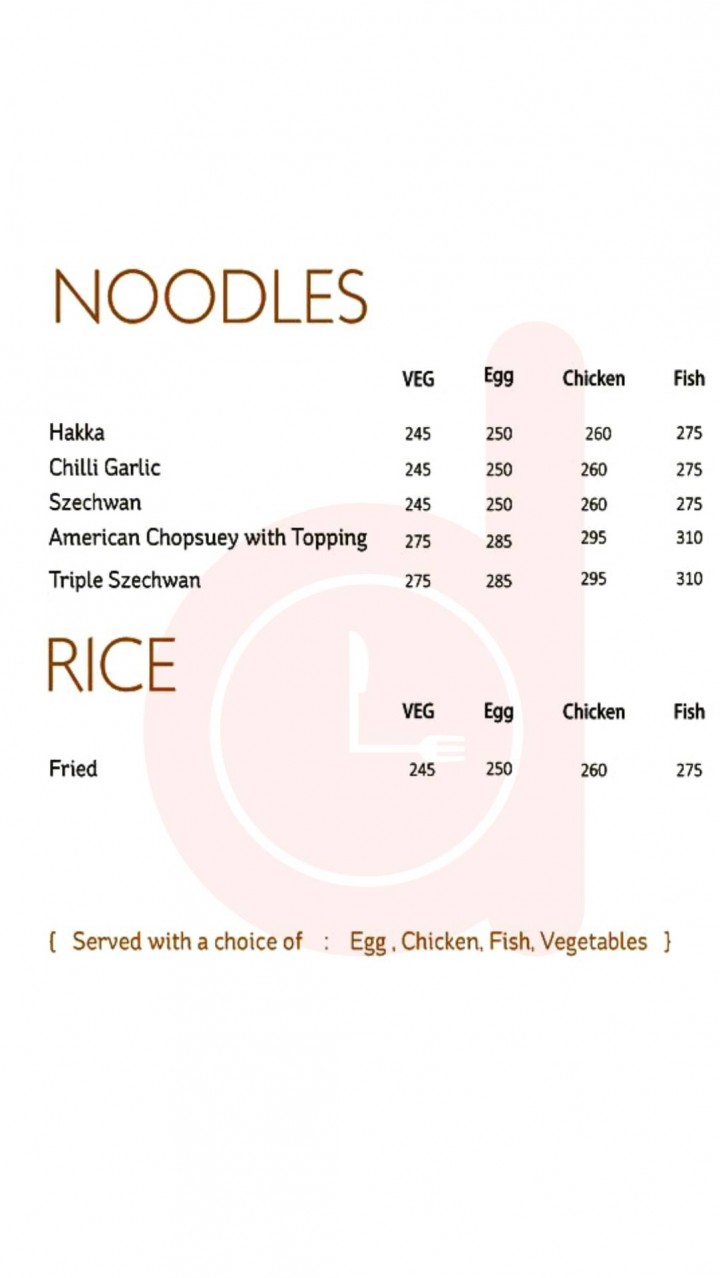 NOODLES
VEG Egg Chicken Fish
Hakka 245 250 260 275
Chilli Garlic 245 250 260 275
Szechwan 245 250 260 275
American Chopsuey with Topping 275 285 295 310
Triple Szechwan 275 285 295 310
RICE
VEG Egg Chicken Fish
Fried 245 250 260 275
{ Served with a choice of : Egg , Chicken, Fish, Vegetables }